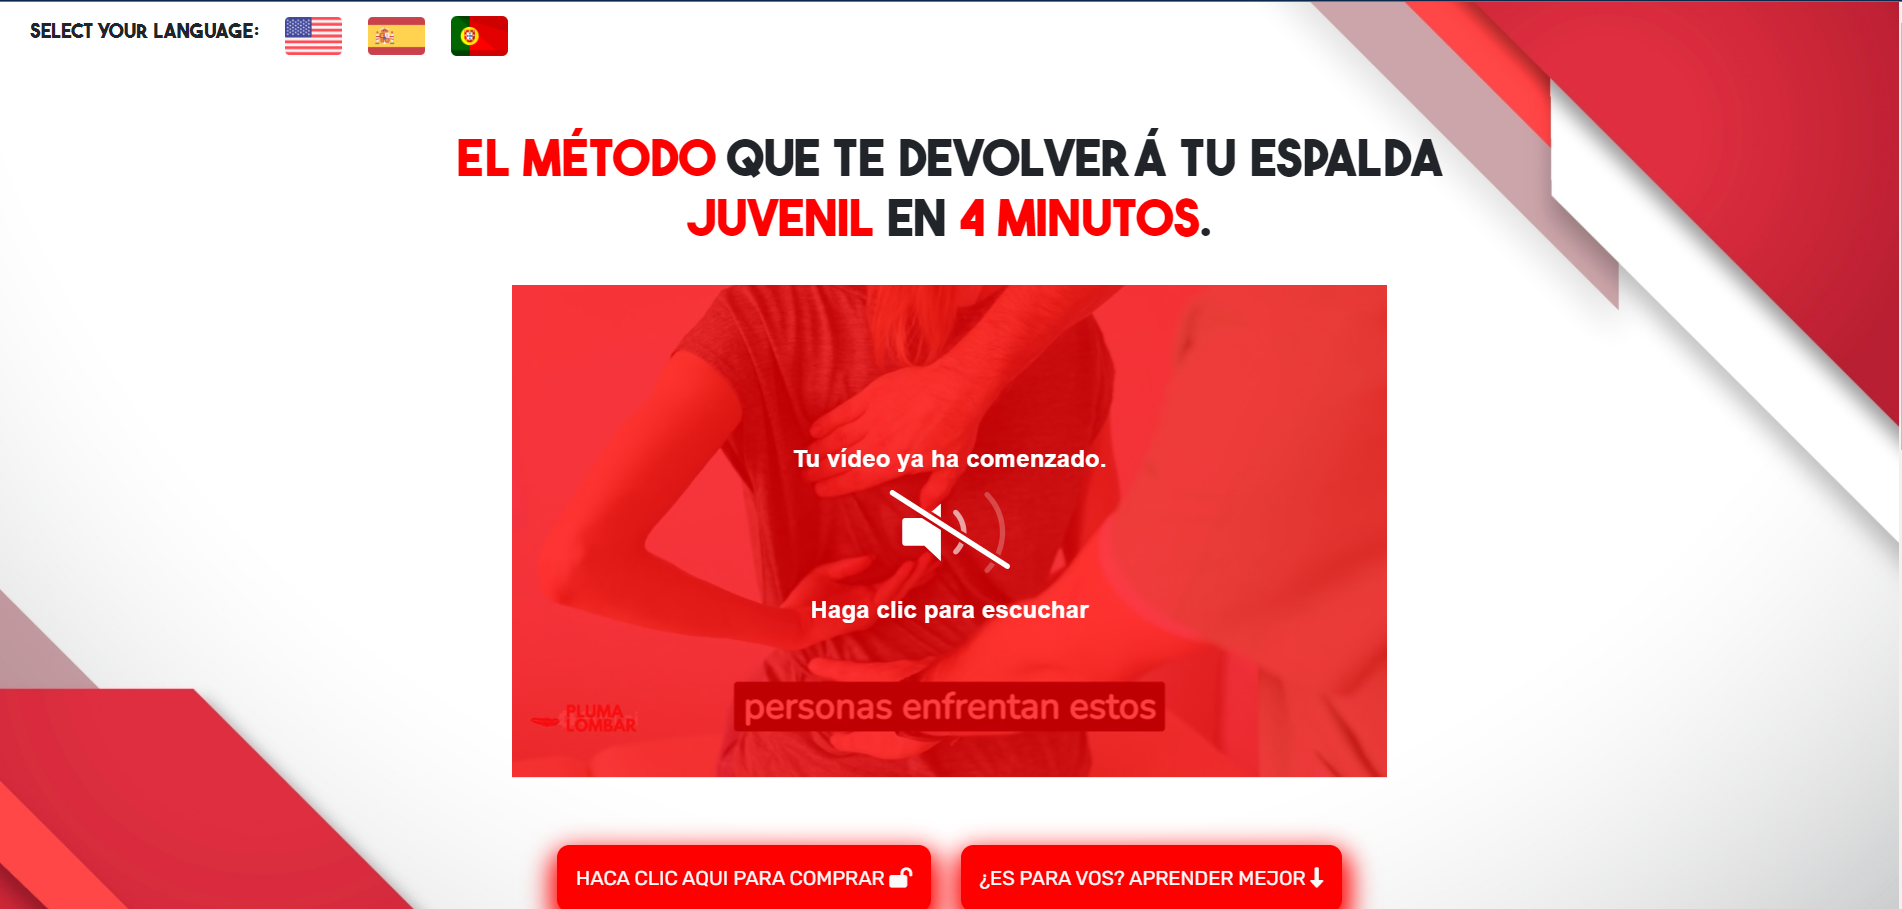 SELECT YOUR LANGUAGE:
EL MÉTODO QUE TE DEVOLVERÁ TU ESPALDA
JUVENIL EN 4 MINUTOS.
Tu vídeo ya ha comenzado.
Haga clic para escuchar
personas enfrentan estos
PLUMA
LOMBAR
HACA CLIC AQUI PARA COMPRAR
¿ES PARA VOS? APRENDER MEJOR